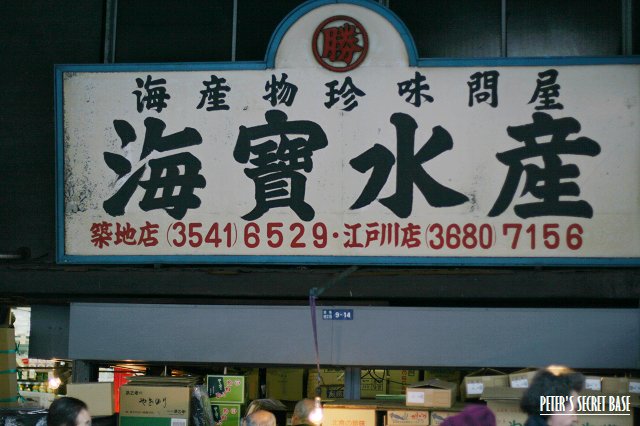 勝
海産物珍味問屋
海寶水産
築地店(3541)6529・江戸川店(3680)7156
9-14
PETER'S SECRET BASE